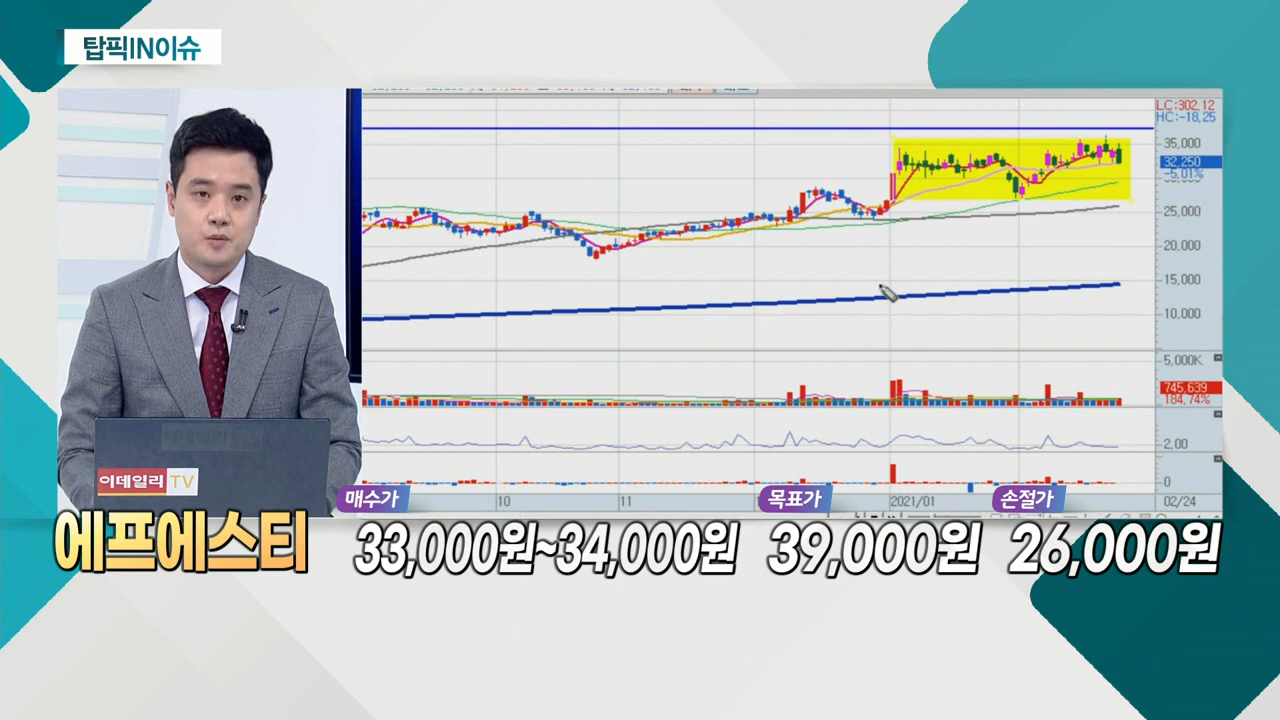 탑픽IN이슈
LC:302.12
HC:-18.25
35,000
32,250
-5.01%
25,000
20,000
15,000
10,000
5,000K
745,639
184.74%
2.00
0
10
11
2021/01
02/24
이데일리TV
매수가
목표가
손절가
에프에스티
33,000원~34,000원
39,000원
26,000원